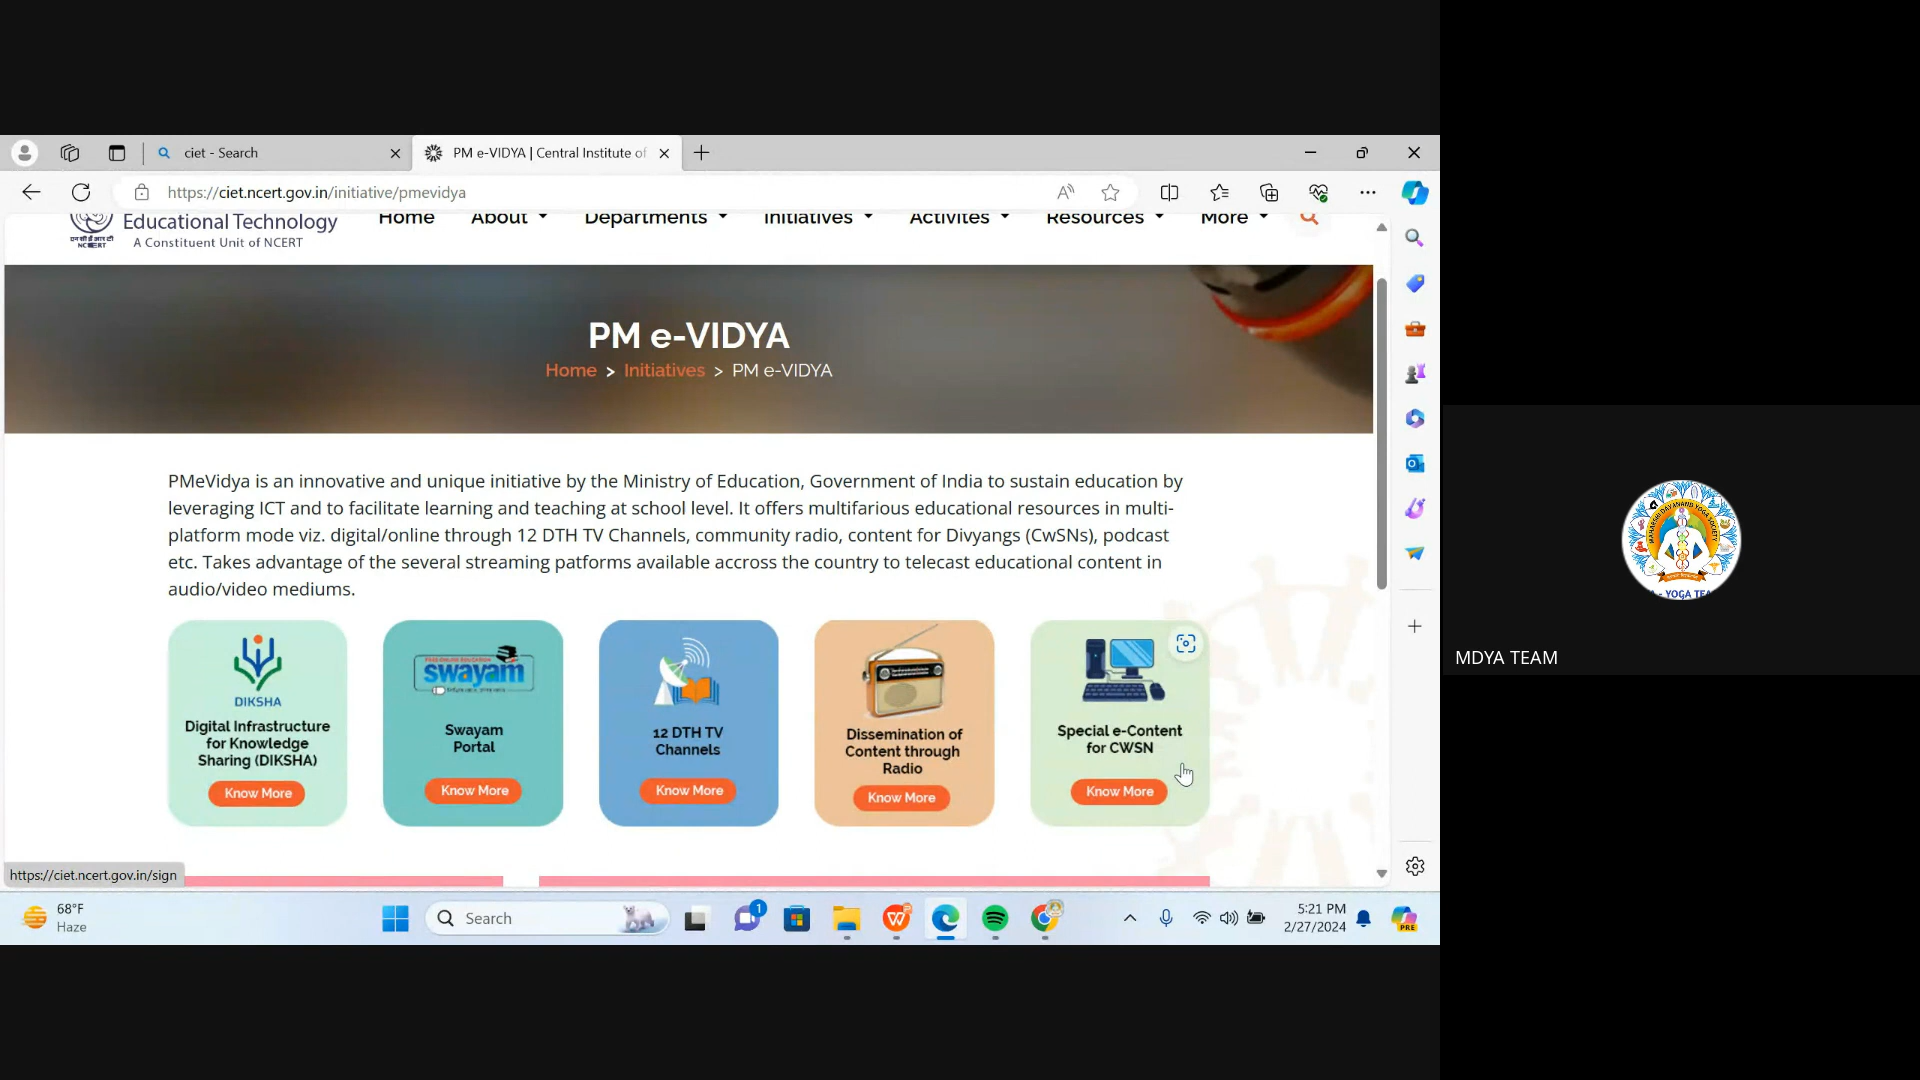 ciet - Search
PM e-VIDYA | Central Institute of
https://ciet.ncert.gov.in/initiative/pmevidya
Educational Technology
A Constituent Unit of NCERT
Home
About
Departments
Initiatives
Activites
Resources
More
PM e-VIDYA
Home > Initiatives > PM e-VIDYA
PMeVidya is an innovative and unique initiative by the Ministry of Education, Government of India to sustain education by
leveraging ICT and to facilitate learning and teaching at school level. It offers multifarious educational resources in multi-
platform mode viz. digital/online through 12 DTH TV Channels, community radio, content for Divyangs (CwSNs), podcast
etc. Takes advantage of the several streaming patforms available accross the country to telecast educational content in
audio/video mediums.
DIKSHA
Digital Infrastructure
for Knowledge
Sharing (DIKSHA)
Know More
swayam
Swayam
Portal
Know More
12 DTH TV
Channels
Know More
Dissemination of
Content through
Radio
Know More
Special e-Content
for CWSN
Know More
https://ciet.ncert.gov.in/sign
68°F
Haze
Search
1
5:21 PM
2/27/2024
PRE
MAHARSHI DAYANAND YOGA SOCIETY
- YOGA TEA
MDYA TEAM